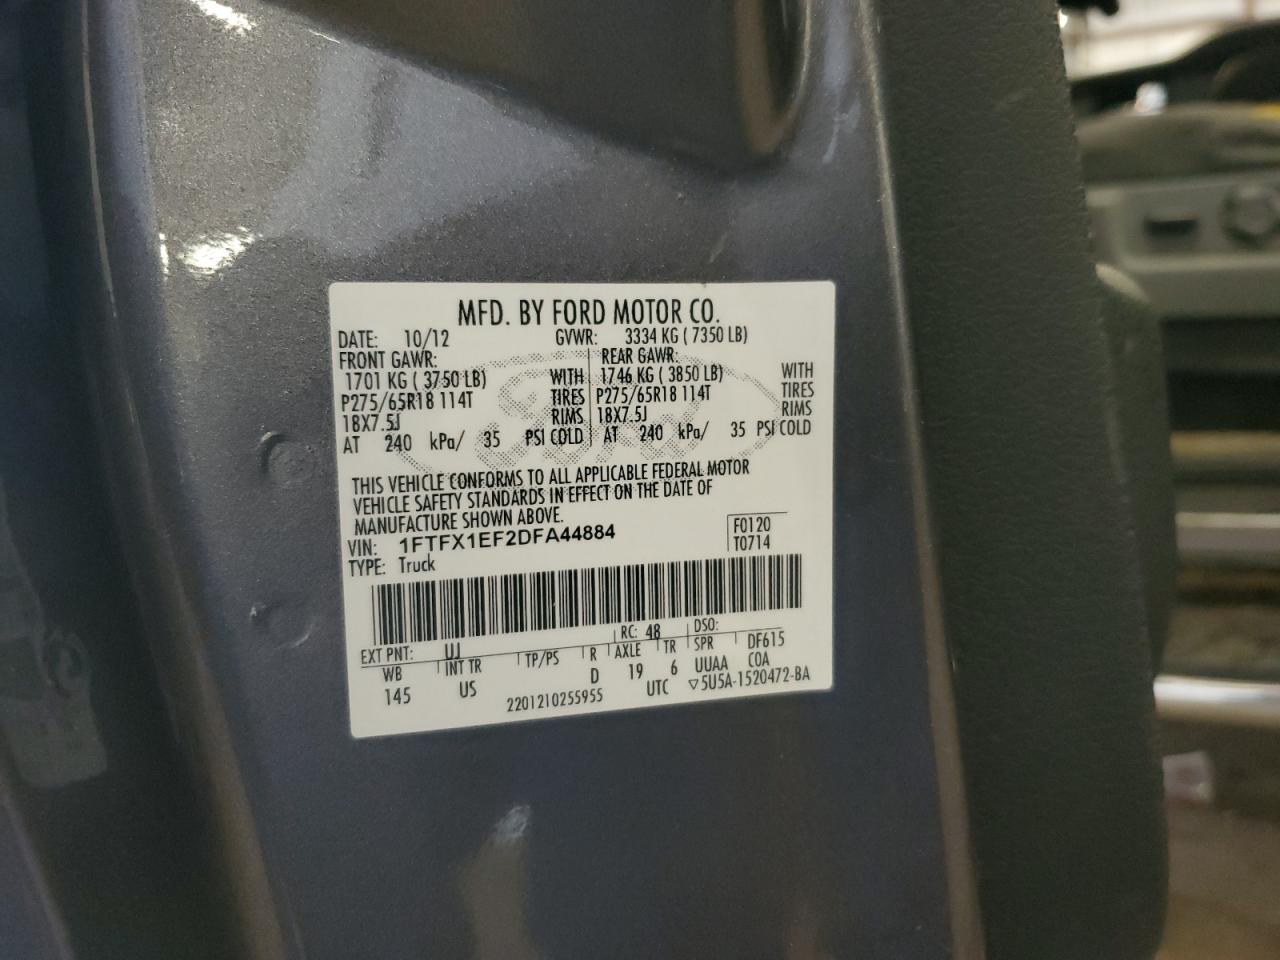 MFD. BY FORD MOTOR CO.
DATE: 10/12 GVWR: 3334 KG ( 7350 LB)
FRONT GAWR: REAR GAWR:
1701 KG ( 3750 LB) WITH 1746 KG ( 3850 LB) WITH
P275/65R18 114T TIRES P275/65R18 114T TIRES
18X7.5J RIMS 18X7.5J RIMS
AT 240 kPa/ 35 PSI COLD AT 240 kPa/ 35 PSI COLD
Ford
THIS VEHICLE CONFORMS TO ALL APPLICABLE FEDERAL MOTOR
VEHICLE SAFETY STANDARDS IN EFFECT ON THE DATE OF
MANUFACTURE SHOWN ABOVE.
VIN: 1FTFX1EF2DFA44884 F0120
TYPE: Truck T0714
EXT PNT: UJ RC: 48 DSO:
WB INT TR TP/PS R AXLE TR SPR DF615
145 US D 19 6 UUAA COA
2201210255955 UTC ▽5U5A-1520472-BA